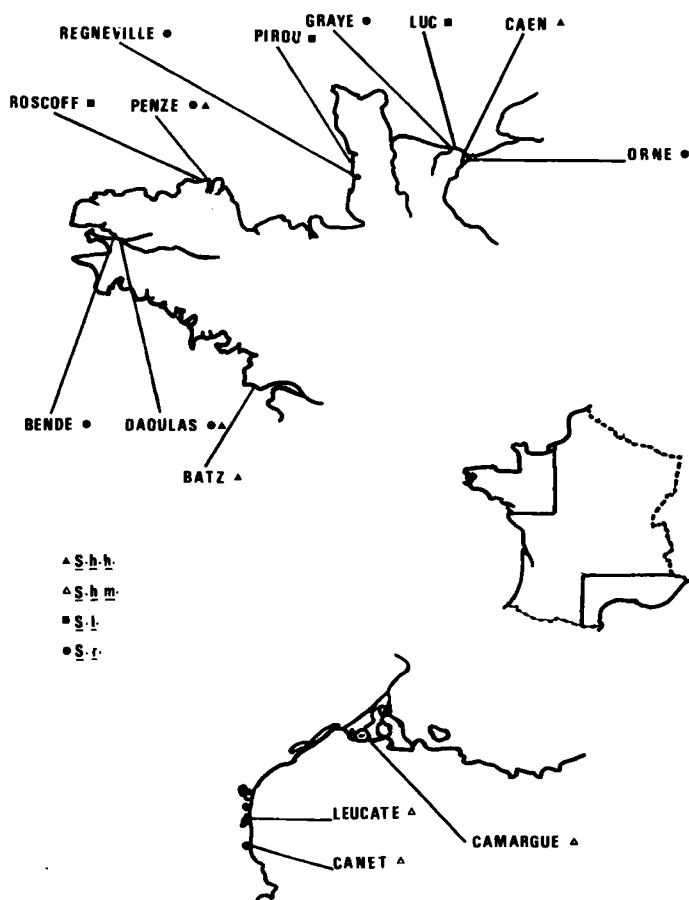 GRAYE ● LUC ■ CAEN ▲
REGNEVILLE ● PIROU ■
ROSCOFF ■ PENZE ●▲
ORNE ●
BENDE ● DAOULAS ●▲
BATZ ▲
▲ S.h.h.
△ S.h m.
■ S.l.
● S.r.
LEUCATE △
CAMARGUE △
CANET △